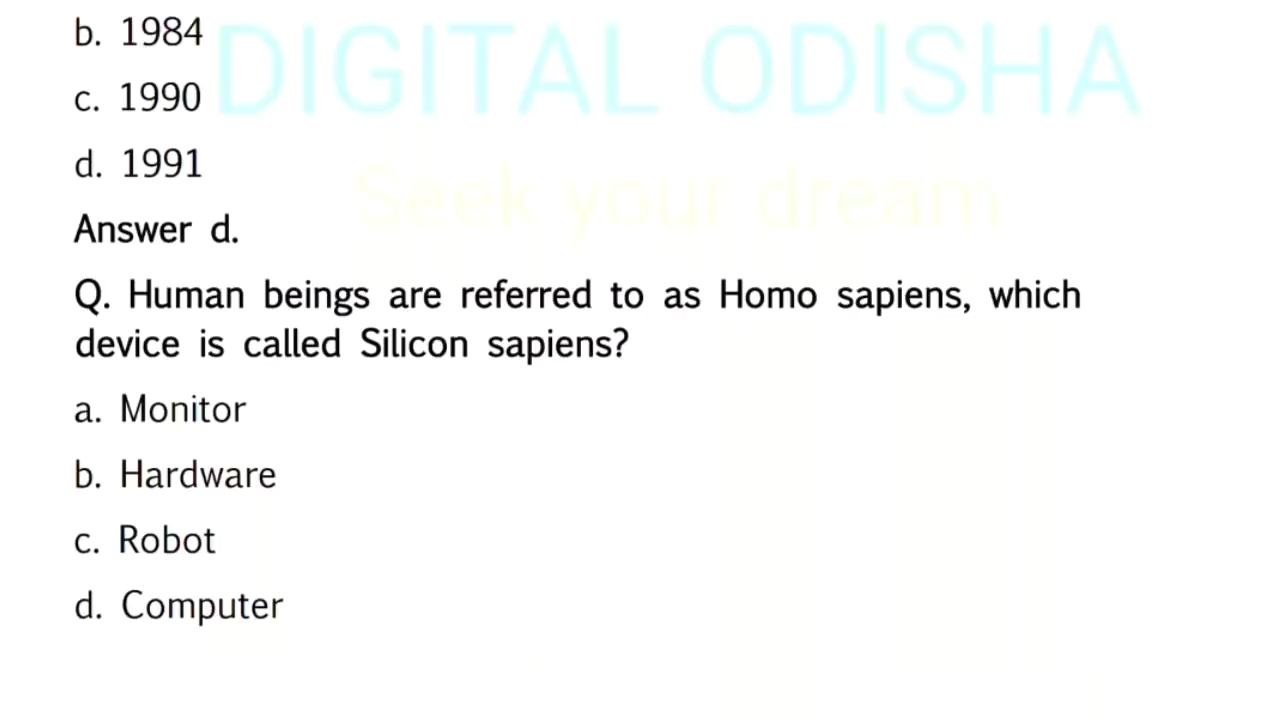 b. 1984
DIGITAL ODISHA
c. 1990
d. 1991
Seek your dream
Answer d.
Q. Human beings are referred to as Homo sapiens, which
device is called Silicon sapiens?
a. Monitor
b. Hardware
c. Robot
d. Computer